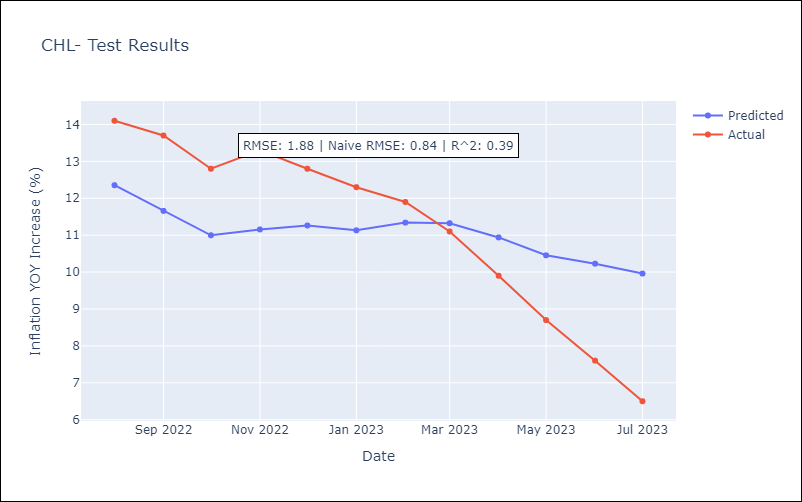 CHL- Test Results
Predicted
Actual
RMSE: 1.88 | Naive RMSE: 0.84 | R^2: 0.39
Inflation YOY Increase (%)
14
13
12
11
10
9
8
7
6
Sep 2022
Nov 2022
Jan 2023
Mar 2023
May 2023
Jul 2023
Date